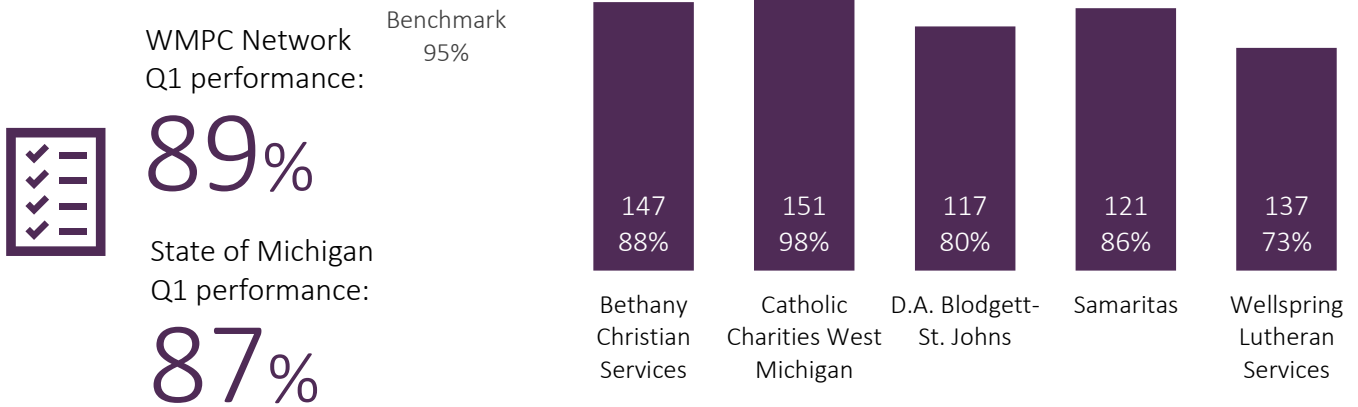 WMPC Network
Q1 performance:
89%
State of Michigan
Q1 performance:
87%
Benchmark
95%
147
88%
Bethany
Christian
Services
151
98%
Catholic
Charities West
Michigan
117
80%
D.A. Blodgett-
St. Johns
121
86%
Samaritas
137
73%
Wellspring
Lutheran
Services